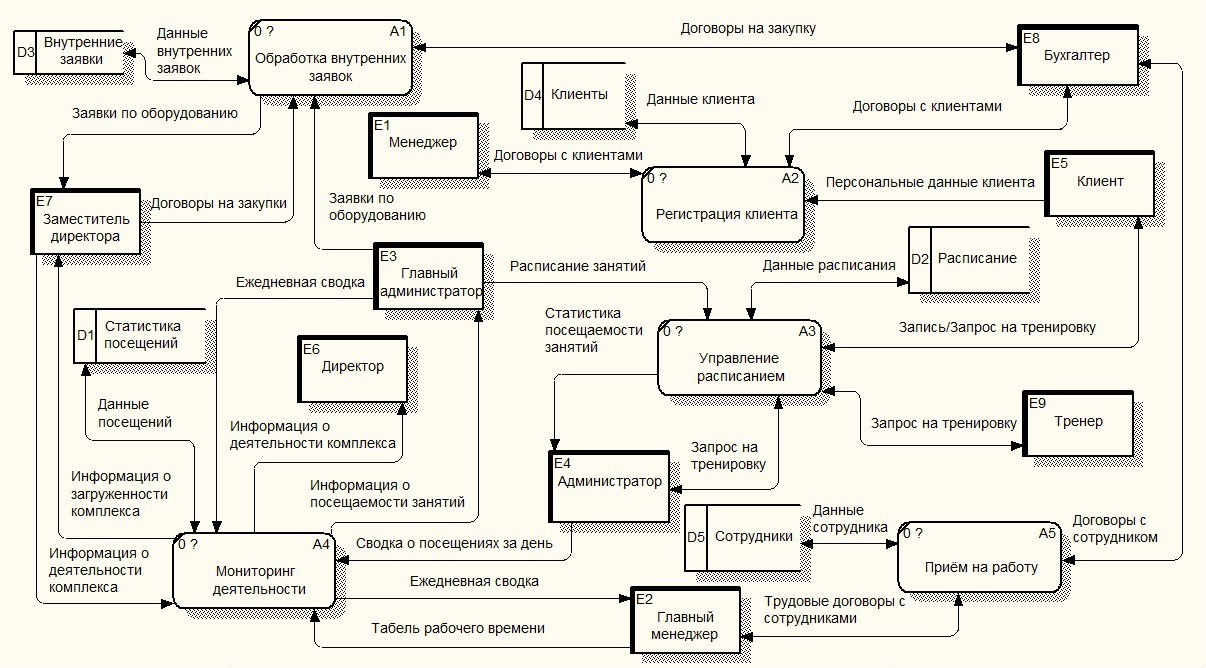 D3
Внутренние
заявки
Данные
внутренних
заявок
0 ?
A1
Обработка внутренних
заявок
Договоры на закупку
E8
Бухгалтер
Заявки по оборудованию
E1
Менеджер
D4
Клиенты
Данные клиента
Договоры с клиентами
Договоры с клиентами
0 ?
A2
Регистрация клиента
Персональные данные клиента
E5
Клиент
E7
Заместитель
директора
Договоры на закупки
Заявки по
оборудованию
E3
Главный
администратор
Ежедневная сводка
Расписание занятий
Данные расписания
D2
Расписание
D1
Статистика
посещений
E6
Директор
Статистика
посещаемости
занятий
0 ?
A3
Управление
расписанием
Запись/Запрос на тренировку
Данные
посещений
Информация о
деятельности комплекса
Запрос на тренировку
E9
Тренер
Запрос на
тренировку
E4
Администратор
Информация о
загруженности
комплекса
Информация о
посещаемости занятий
D5
Сотрудники
Данные
сотрудника
0 ?
A5
Приём на работу
Договоры с
сотрудником
Информация о
деятельности
комплекса
0 ?
A4
Мониторинг
деятельности
Сводка о посещениях за день
Ежедневная сводка
E2
Главный
менеджер
Трудовые договоры с
сотрудниками
Табель рабочего времени